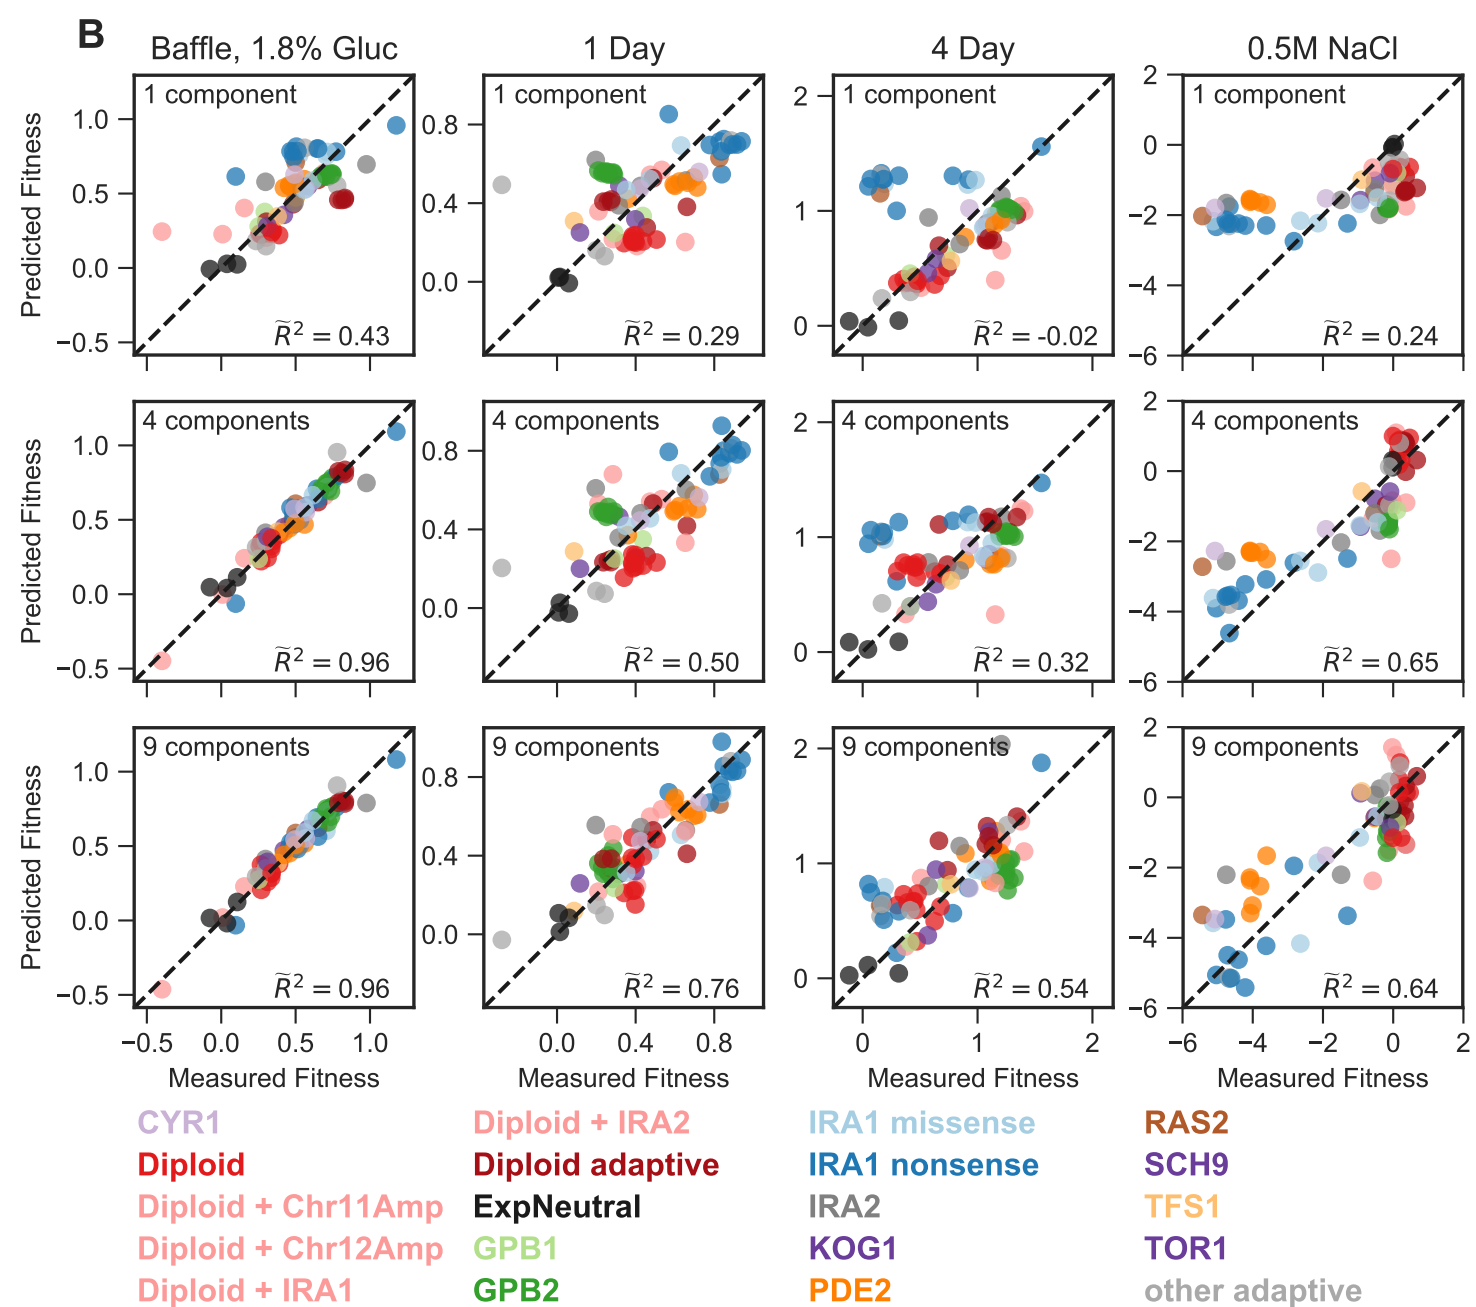 B
Baffle, 1.8% Gluc
1 Day
4 Day
0.5M NaCl
Predicted Fitness
1.0
0.5
0.0
−0.5
1 component
R̃² = 0.43
0.8
0.4
0.0
1 component
R̃² = 0.29
2
1
0
1 component
R̃² = -0.02
2
0
−2
−4
−6
1 component
R̃² = 0.24
Predicted Fitness
1.0
0.5
0.0
−0.5
4 components
R̃² = 0.96
0.8
0.4
0.0
4 components
R̃² = 0.50
2
1
0
4 components
R̃² = 0.32
2
0
−2
−4
−6
4 components
R̃² = 0.65
Predicted Fitness
1.0
0.5
0.0
−0.5
9 components
R̃² = 0.96
0.8
0.4
0.0
9 components
R̃² = 0.76
2
1
0
9 components
R̃² = 0.54
2
0
−2
−4
−6
9 components
R̃² = 0.64
−0.5 0.0 0.5 1.0
0.0 0.4 0.8
0 1 2
−6 −4 −2 0 2
Measured Fitness
Measured Fitness
Measured Fitness
Measured Fitness
CYR1
Diploid
Diploid + Chr11Amp
Diploid + Chr12Amp
Diploid + IRA1
Diploid + IRA2
Diploid adaptive
ExpNeutral
GPB1
GPB2
IRA1 missense
IRA1 nonsense
IRA2
KOG1
PDE2
RAS2
SCH9
TFS1
TOR1
other adaptive